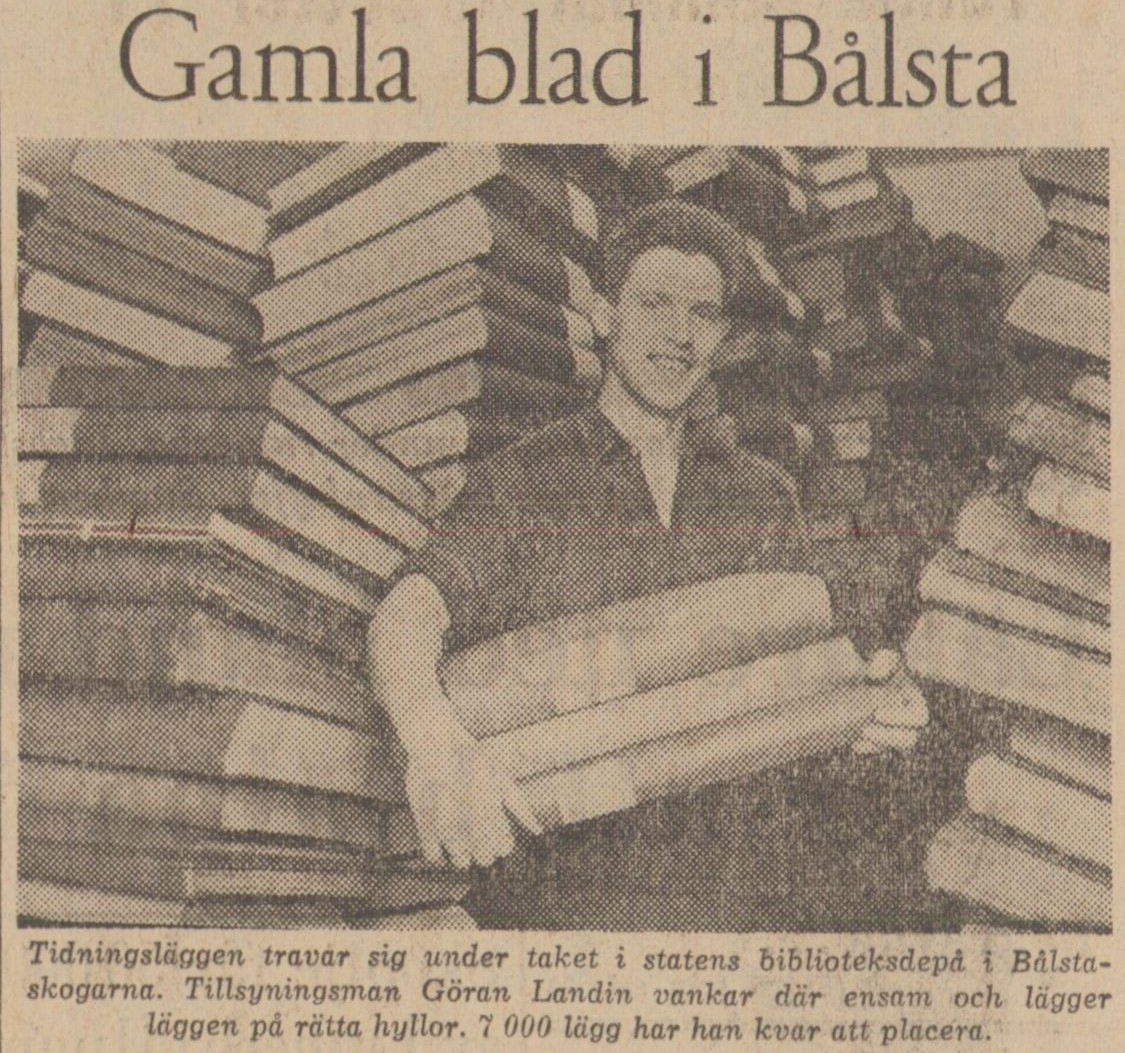 Gamla blad i Bålsta
Tidningsläggen travar sig under taket i statens biblioteksdepå i Bålsta-
skogarna. Tillsyningsman Göran Landin vankar där ensam och lägger
läggen på rätta hyllor. 7 000 lägg har han kvar att placera.